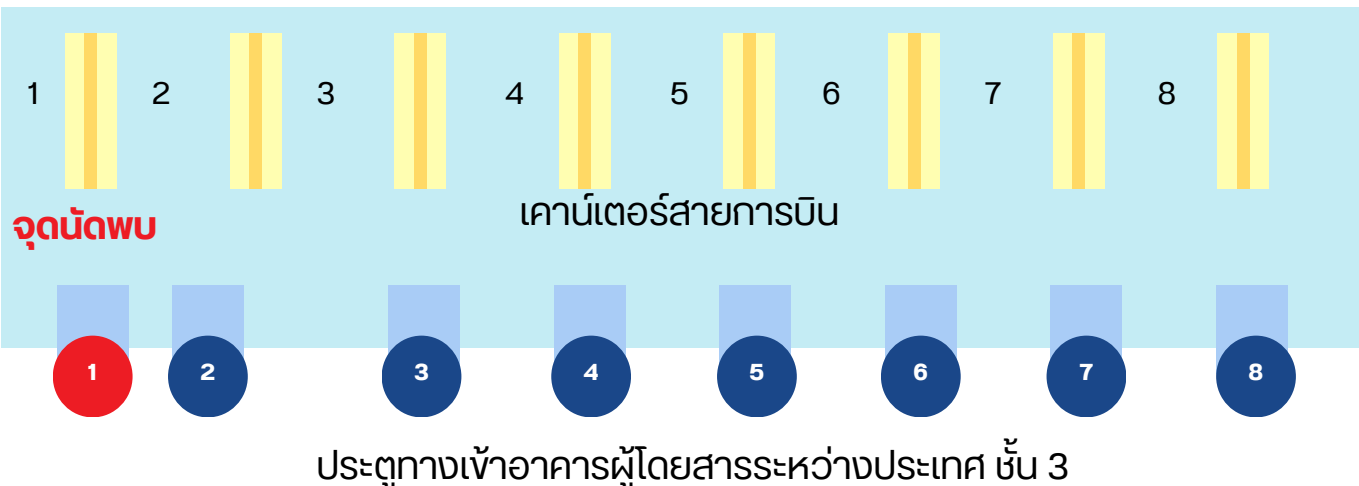 1 2 3 4 5 6 7 8
เคาน์เตอร์สายการบิน
จุดนัดพบ
1 2 3 4 5 6 7 8
ประตูทางเข้าอาคารผู้โดยสารระหว่างประเทศ ชั้น 3